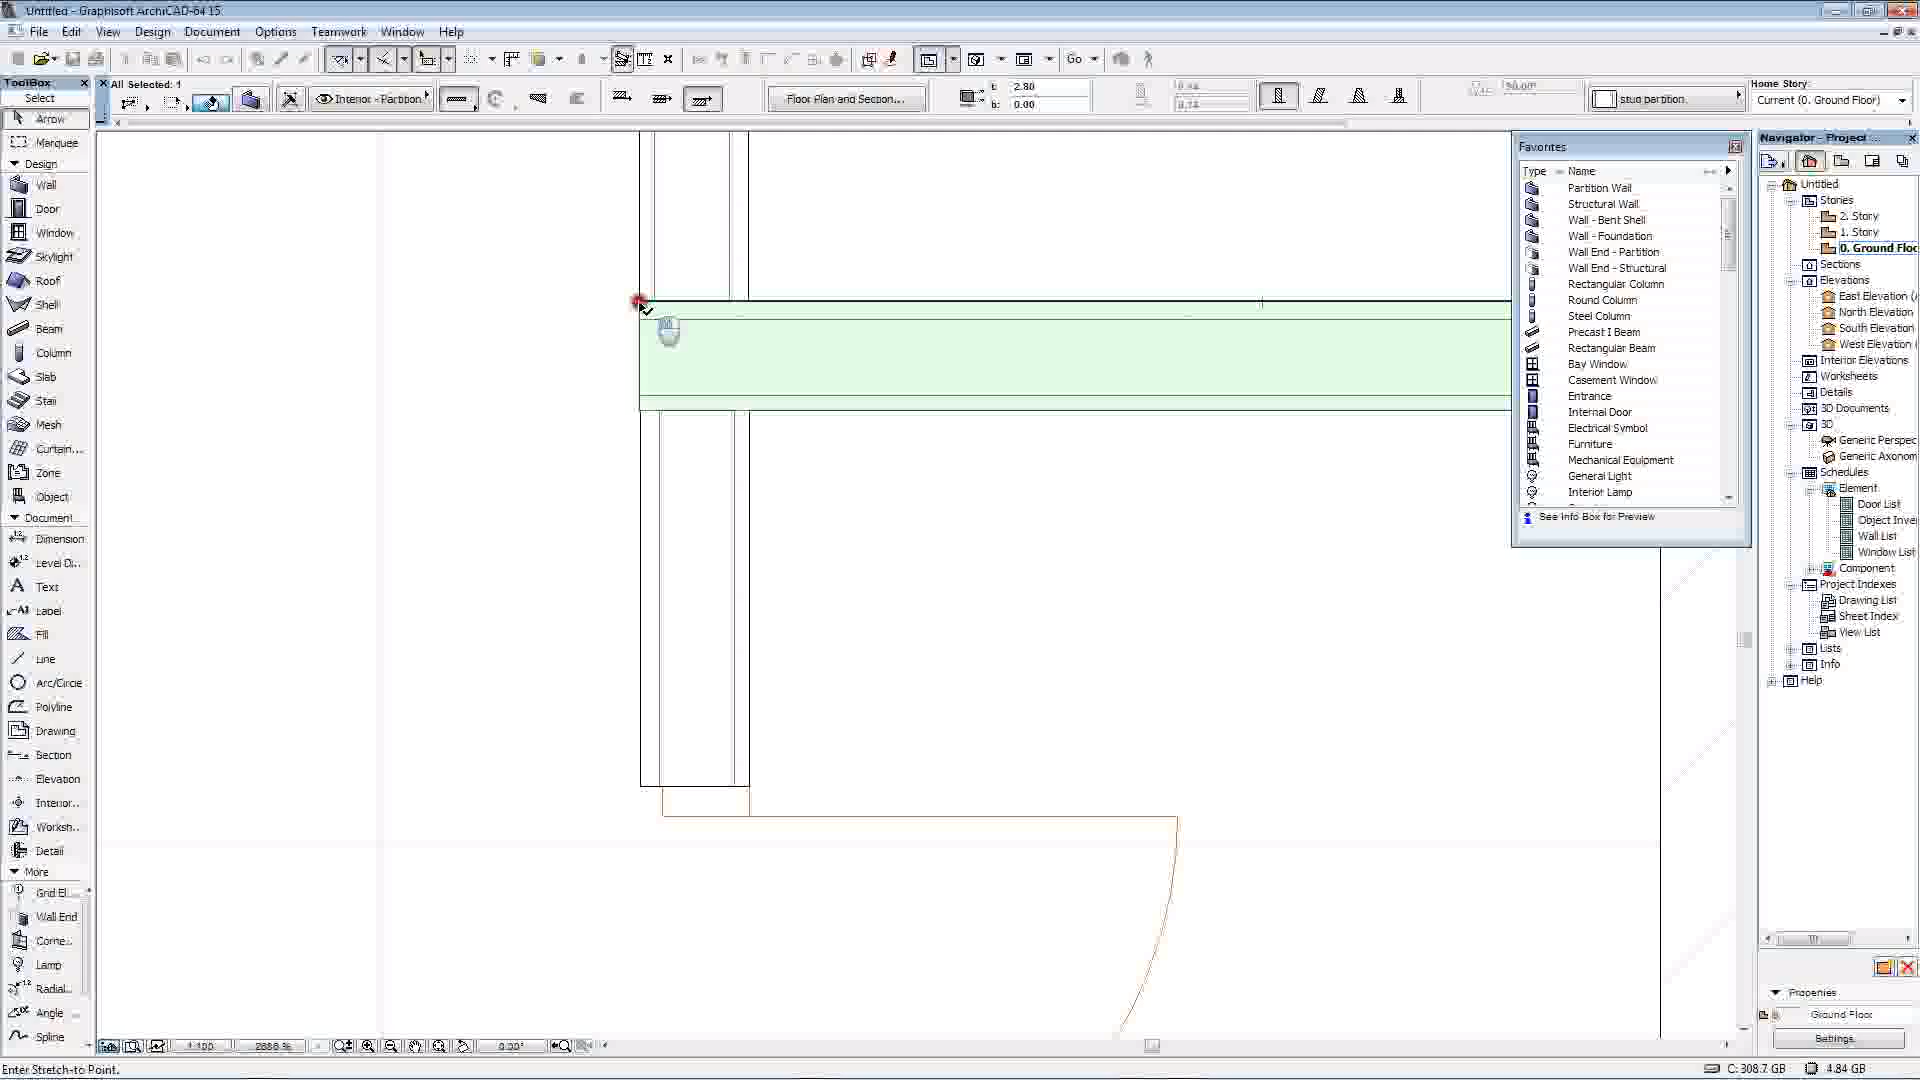 Untitled - Graphisoft ArchiCAD-64 15
File Edit View Design Document Options Teamwork Window Help
Go
ToolBox
Select
Arrow
Marquee
Design
Wall
Door
Window
Skylight
Roof
Shell
Beam
Column
Slab
Stair
Mesh
Curtain...
Zone
Object
Document
Dimension
Level Di...
Text
Label
Fill
Line
Arc/Circle
Polyline
Drawing
Section
Elevation
Interior...
Worksh...
Detail
More
Grid El...
Wall End
Corne...
Lamp
Radial...
Angle
Spline
All Selected: 1
Interior - Partition
Floor Plan and Section...
t: 2.80
b: 0.00
stud partition
Home Story:
Current (0. Ground Floor)
Favorites
Type Name
Partition Wall
Structural Wall
Wall - Bent Shell
Wall - Foundation
Wall End - Partition
Wall End - Structural
Rectangular Column
Round Column
Steel Column
Precast I Beam
Rectangular Beam
Bay Window
Casement Window
Entrance
Internal Door
Electrical Symbol
Furniture
Mechanical Equipment
General Light
Interior Lamp
See Info Box for Preview
Navigator - Project ...
Untitled
Stories
2. Story
1. Story
0. Ground Floo
Sections
Elevations
East Elevation (
North Elevation
South Elevation
West Elevation (
Interior Elevations
Worksheets
Details
3D Documents
3D
Generic Perspec
Generic Axonom
Schedules
Element
Door List
Object Inve
Wall List
Window List
Component
Project Indexes
Drawing List
Sheet Index
View List
Lists
Info
Help
Properties
Ground Floor
Settings...
1:100
2886 %
0.00°
Enter Stretch-to Point.
C: 308.7 GB
4.84 GB